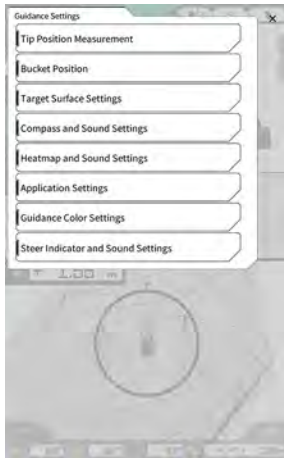 Guidance Settings
×
Tip Position Measurement
Bucket Position
Target Surface Settings
Compass and Sound Settings
Heatmap and Sound Settings
Application Settings
Guidance Color Settings
Steer Indicator and Sound Settings